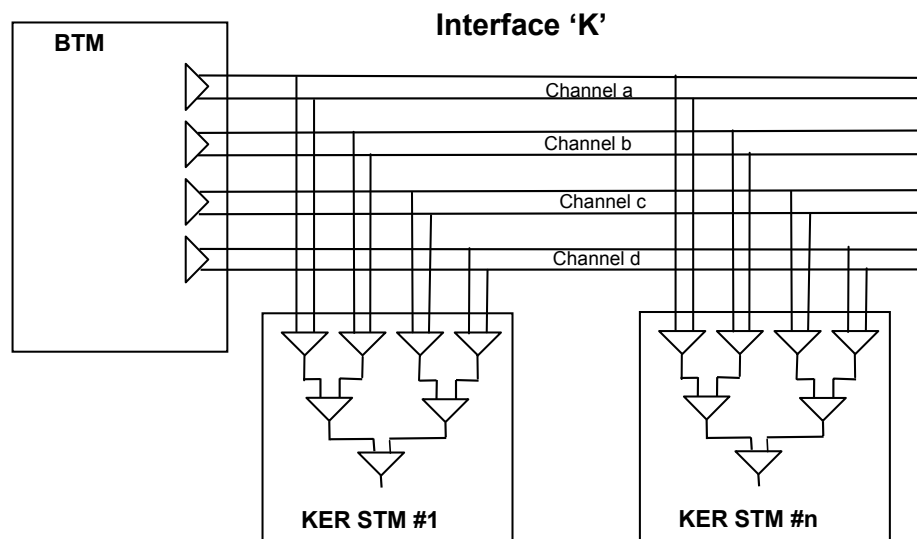 Interface ‘K’
BTM
Channel a
Channel b
Channel c
Channel d
KER STM #1
KER STM #n